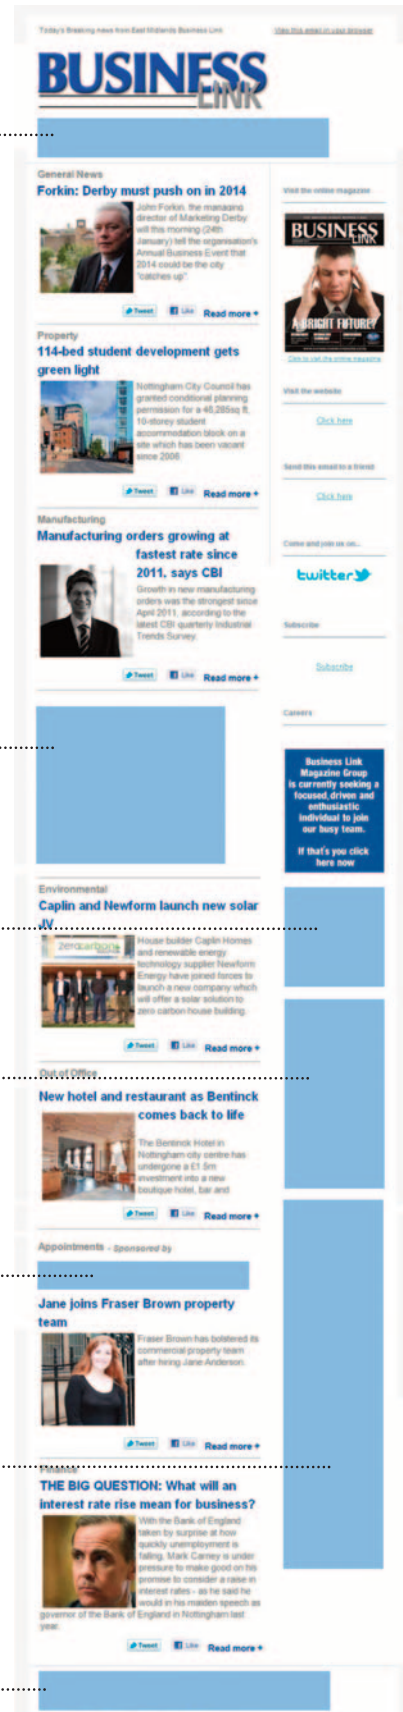 Today's Breaking news from East Midlands Business Link
View this email in your browser
BUSINESS
LINK
General News
Forkin: Derby must push on in 2014
John Forkin, the managing
director of Marketing Derby
will this morning (24th
January) tell the organisation's
Annual Business Event that
2014 could be the city
"catches up".
Tweet
Like
Read more +
Property
114-bed student development gets
green light
Nottingham City Council has
granted conditional planning
permission for a 48,285sq ft,
10-storey student
accommodation block on a
site which has been vacant
since 2008
Tweet
Like
Read more +
Manufacturing
Manufacturing orders growing at
fastest rate since
2011, says CBI
Growth in new manufacturing
orders was the strongest since
April 2011, according to the
latest CBI quarterly Industrial
Trends Survey.
Tweet
Like
Read more +
Environmental
Caplin and Newform launch new solar
JV
zerocarbon
House builder Caplin Homes
and renewable energy
technology supplier Newform
Energy have joined forces to
launch a new company which
will offer a solar solution to
zero carbon house building.
Tweet
Like
Read more +
Out of Office
New hotel and restaurant as Bentinck
comes back to life
The Bentinck Hotel in
Nottingham city centre has
undergone a £1.5m
investment into a new
boutique hotel, bar and
Tweet
Like
Read more +
Appointments - Sponsored by
Jane joins Fraser Brown property
team
Fraser Brown has bolstered its
commercial property team
after hiring Jane Anderson.
Tweet
Like
Read more +
Finance
THE BIG QUESTION: What will an
interest rate rise mean for business?
With the Bank of England
taken by surprise at how
quickly unemployment is
falling, Mark Carney is under
pressure to make good on his
promise to consider a raise in
interest rates - as he said he
would in his maiden speech as
governor of the Bank of England in Nottingham last
year.
Tweet
Like
Read more +
Visit the online magazine
BUSINESS
LINK
A BRIGHT FUTURE?
Click to visit the online magazine
Visit the website
Click here
Send this email to a friend
Click here
Come and join us on...
twitter
Subscribe
Subscribe
Careers
Business Link
Magazine Group
is currently seeking a
focused, driven and
enthusiastic
individual to join
our busy team.
If that's you click
here now